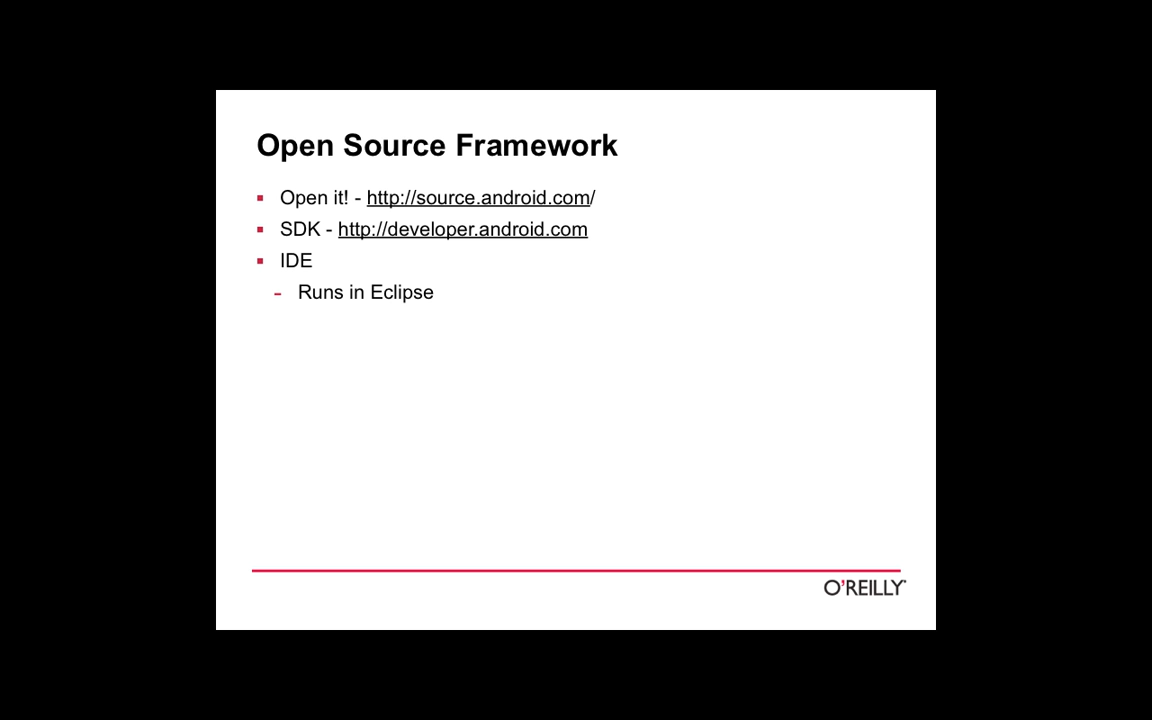 Open Source Framework
▪ Open it! - http://source.android.com/
▪ SDK - http://developer.android.com
▪ IDE
- Runs in Eclipse
O'REILLY